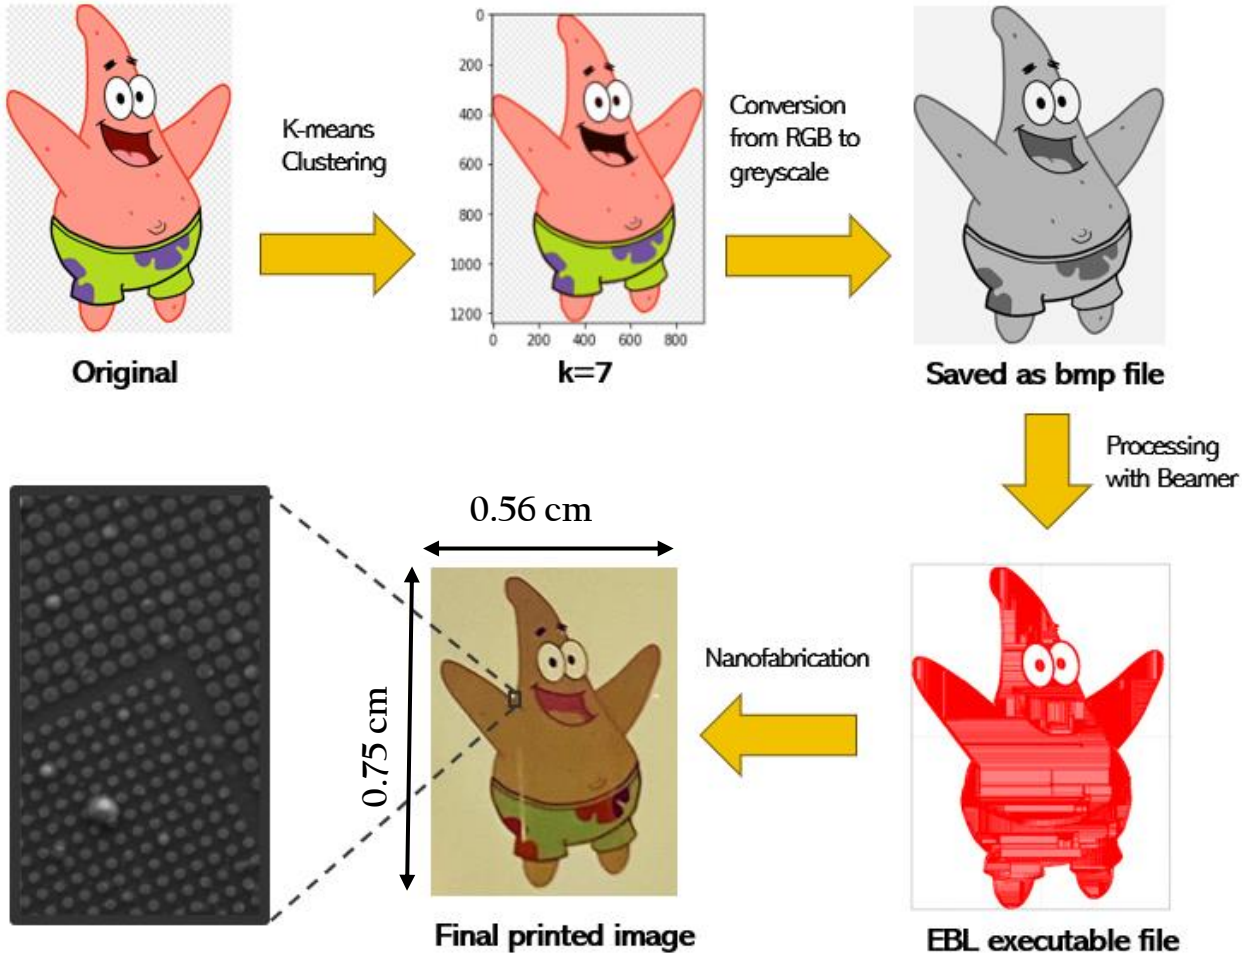 K-means
Clustering
0
200
400
600
800
1000
1200
0 200 400 600 800
Conversion
from RGB to
greyscale
Original
k=7
Saved as bmp file
Processing
with Beamer
0.56 cm
0.75 cm
Nanofabrication
Final printed image
EBL executable file